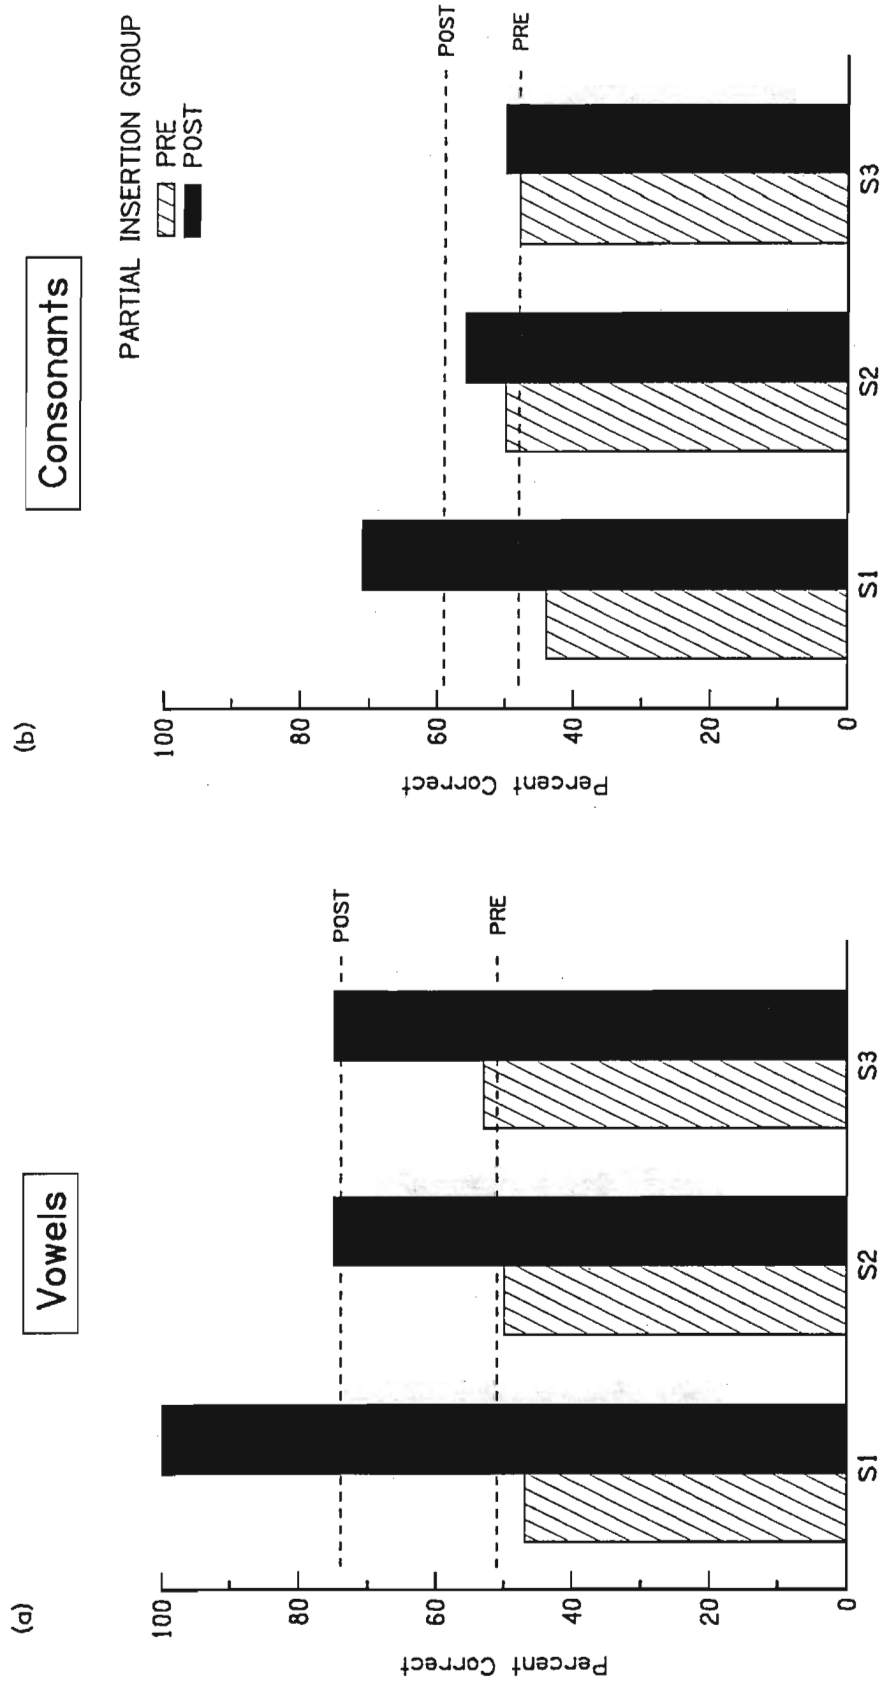 (a)
Vowels
Percent Correct
100
80
60
40
20
0
POST
PRE
S1
S2
S3
(b)
Consonants
PARTIAL INSERTION GROUP
PRE
POST
Percent Correct
100
80
60
40
20
0
POST
PRE
S1
S2
S3